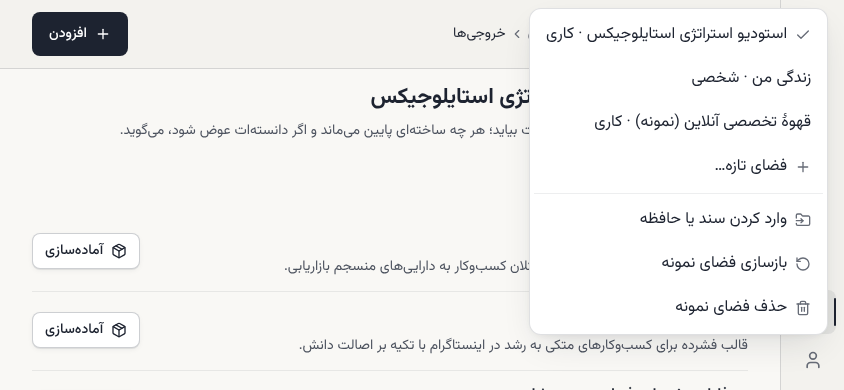 خروجی‌ها
افزودن
استودیو استراتژی استایلوجیکس · کاری
زندگی من · شخصی
قهوهٔ تخصصی آنلاین (نمونه) · کاری
فضای تازه...
وارد کردن سند یا حافظه
بازسازی فضای نمونه
حذف فضای نمونه
استایلوجیکس
بیاید؛ هر چه ساخته‌ای پایین می‌ماند و اگر دانسته‌ات عوض شود، می‌گوید.
کسب‌وکار به دارایی‌های منسجم بازاریابی.
آماده‌سازی
قالب فشرده برای کسب‌وکارهای متکی به رشد در اینستاگرام با تکیه بر اصالت دانش.
آماده‌سازی